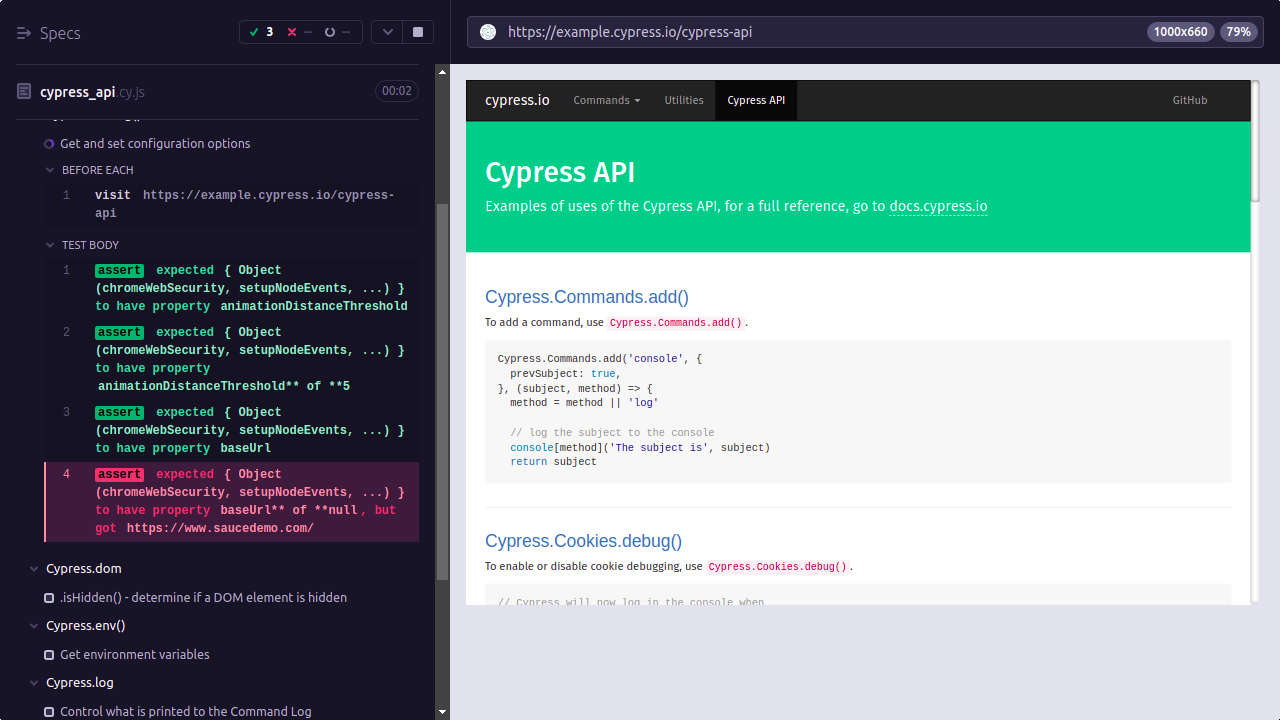 Specs
3
--
--
cypress_api.cy.js
00:02
Get and set configuration options
BEFORE EACH
1 visit https://example.cypress.io/cypress-
api
TEST BODY
1 assert expected { Object
(chromeWebSecurity, setupNodeEvents, ...) }
to have property animationDistanceThreshold
2 assert expected { Object
(chromeWebSecurity, setupNodeEvents, ...) }
to have property
animationDistanceThreshold** of **5
3 assert expected { Object
(chromeWebSecurity, setupNodeEvents, ...) }
to have property baseUrl
4 assert expected { Object
(chromeWebSecurity, setupNodeEvents, ...) }
to have property baseUrl** of **null, but
got https://www.saucedemo.com/
Cypress.dom
.isHidden() - determine if a DOM element is hidden
Cypress.env()
Get environment variables
Cypress.log
Control what is printed to the Command Log
https://example.cypress.io/cypress-api
1000x660
79%
cypress.io
Commands
Utilities
Cypress API
GitHub
Cypress API
Examples of uses of the Cypress API, for a full reference, go to docs.cypress.io
Cypress.Commands.add()
To add a command, use Cypress.Commands.add().
Cypress.Commands.add('console', {
prevSubject: true,
}, (subject, method) => {
method = method || 'log'
// log the subject to the console
console[method]('The subject is', subject)
return subject
Cypress.Cookies.debug()
To enable or disable cookie debugging, use Cypress.Cookies.debug().
// Cypress will now log in the console when